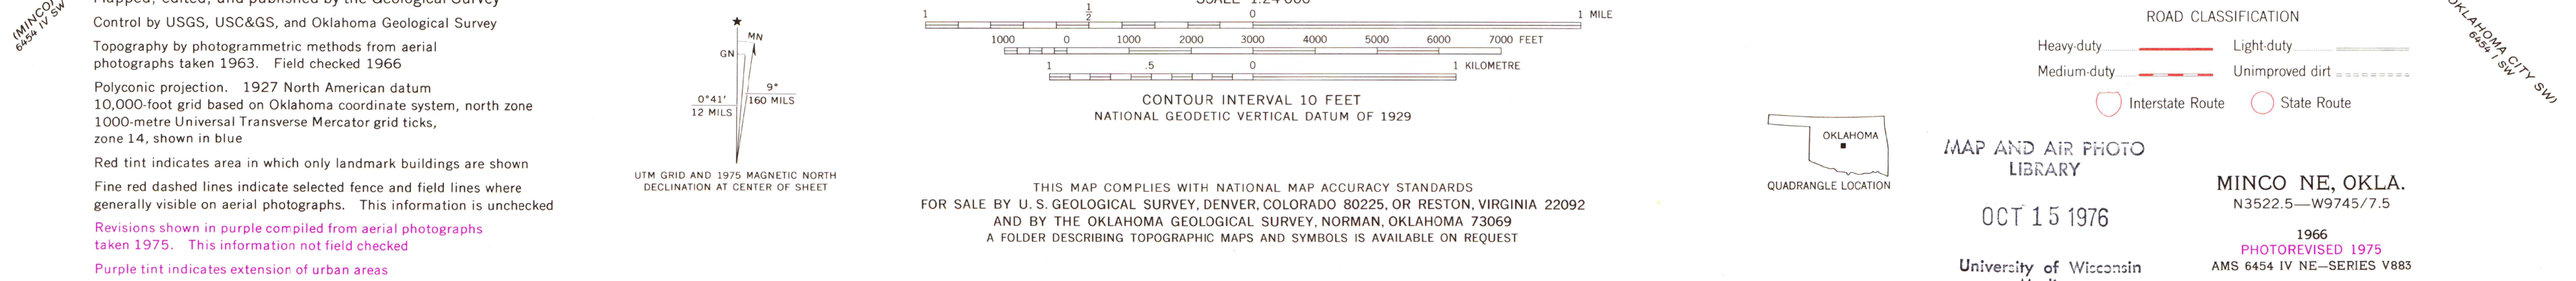 (MINCO)
6454 IV SW
Mapped, edited, and published by the Geological Survey
Control by USGS, USC&GS, and Oklahoma Geological Survey
Topography by photogrammetric methods from aerial
photographs taken 1963. Field checked 1966
Polyconic projection. 1927 North American datum
10,000-foot grid based on Oklahoma coordinate system, north zone
1000-metre Universal Transverse Mercator grid ticks,
zone 14, shown in blue
Red tint indicates area in which only landmark buildings are shown
Fine red dashed lines indicate selected fence and field lines where
generally visible on aerial photographs. This information is unchecked
Revisions shown in purple compiled from aerial photographs
taken 1975. This information not field checked
Purple tint indicates extension of urban areas
★
MN
GN
0°41′
12 MILS
9°
160 MILS
UTM GRID AND 1975 MAGNETIC NORTH
DECLINATION AT CENTER OF SHEET
SCALE 1:24 000
1 1/2 0 1 MILE
1000 0 1000 2000 3000 4000 5000 6000 7000 FEET
1 .5 0 1 KILOMETRE
CONTOUR INTERVAL 10 FEET
NATIONAL GEODETIC VERTICAL DATUM OF 1929
THIS MAP COMPLIES WITH NATIONAL MAP ACCURACY STANDARDS
FOR SALE BY U. S. GEOLOGICAL SURVEY, DENVER, COLORADO 80225, OR RESTON, VIRGINIA 22092
AND BY THE OKLAHOMA GEOLOGICAL SURVEY, NORMAN, OKLAHOMA 73069
A FOLDER DESCRIBING TOPOGRAPHIC MAPS AND SYMBOLS IS AVAILABLE ON REQUEST
OKLAHOMA
QUADRANGLE LOCATION
ROAD CLASSIFICATION
Heavy-duty Light-duty
Medium-duty Unimproved dirt
Interstate Route State Route
OKLAHOMA CITY SW)
6454 I SW
MAP AND AIR PHOTO
LIBRARY
OCT 15 1976
University of Wisconsin
MINCO NE, OKLA.
N3522.5—W9745/7.5
1966
PHOTOREVISED 1975
AMS 6454 IV NE—SERIES V883